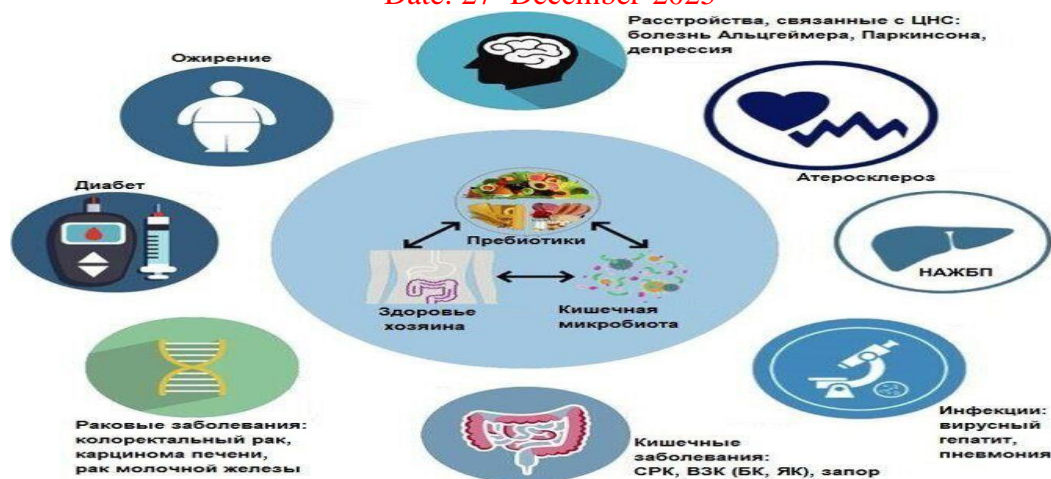 Date: 27th December-2023
Расстройства, связанные с ЦНС:
болезнь Альцгеймера, Паркинсона,
депрессия
Ожирение
Атеросклероз
Диабет
Пребиотики
НАЖБП
Здоровье
хозяина
Кишечная
микробиота
Раковые заболевания:
колоректальный рак,
карцинома печени,
рак молочной железы
Кишечные
заболевания:
СРК, ВЗК (БК, ЯК), запор
Инфекции:
вирусный
гепатит,
пневмония